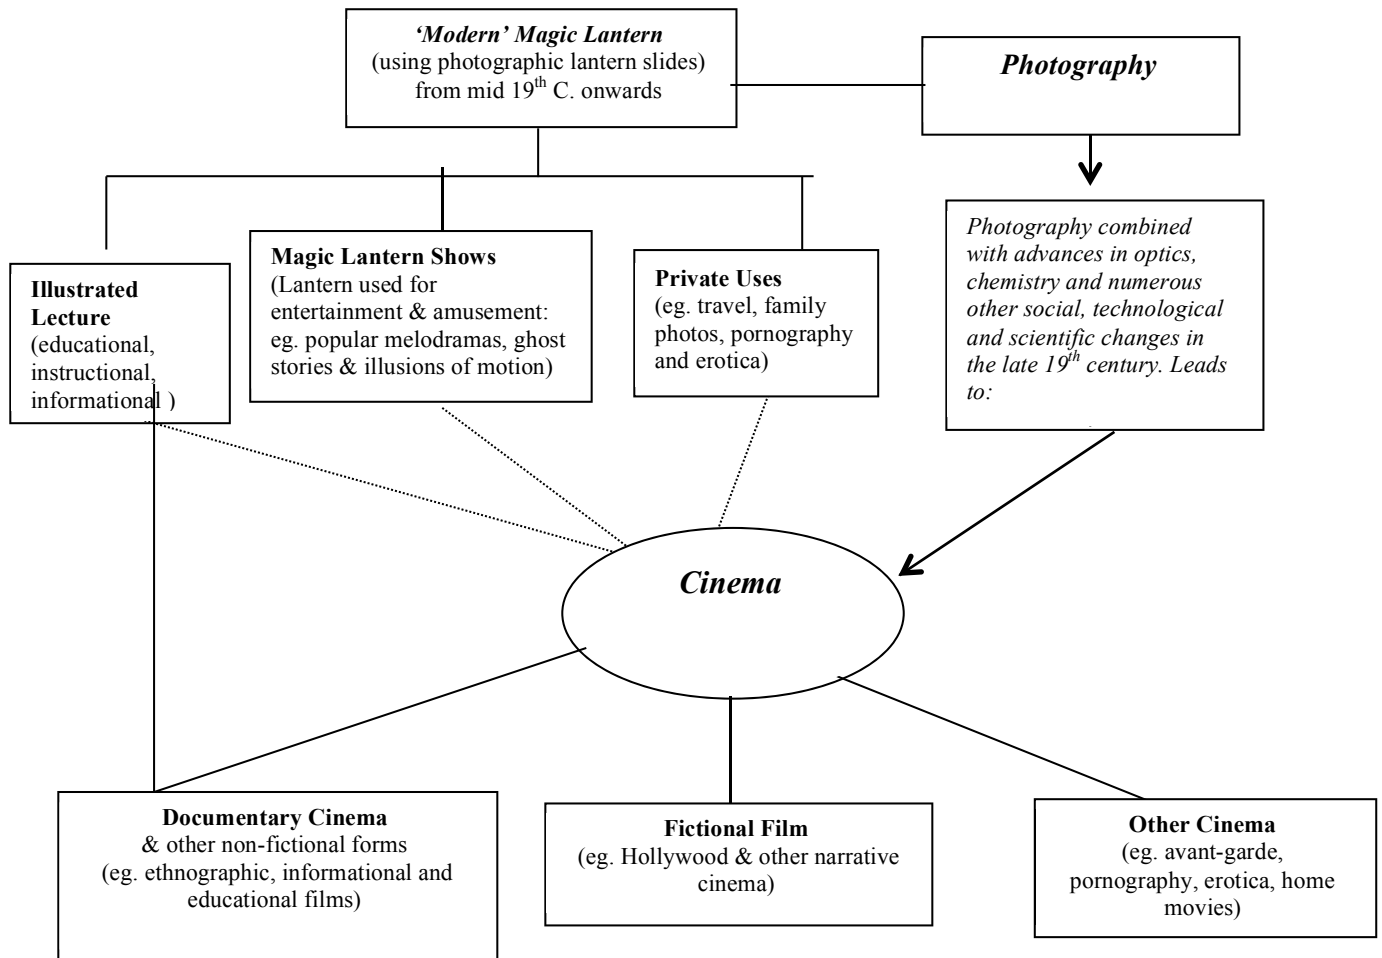 ‘Modern’ Magic Lantern
(using photographic lantern slides)
from mid 19th C. onwards
Photography
Illustrated
Lecture
(educational,
instructional,
informational )
Magic Lantern Shows
(Lantern used for
entertainment & amusement:
eg. popular melodramas, ghost
stories & illusions of motion)
Private Uses
(eg. travel, family
photos, pornography
and erotica)
Photography combined
with advances in optics,
chemistry and numerous
other social, technological
and scientific changes in
the late 19th century. Leads
to:
Cinema
Documentary Cinema
& other non-fictional forms
(eg. ethnographic, informational and
educational films)
Fictional Film
(eg. Hollywood & other narrative
cinema)
Other Cinema
(eg. avant-garde,
pornography, erotica, home
movies)